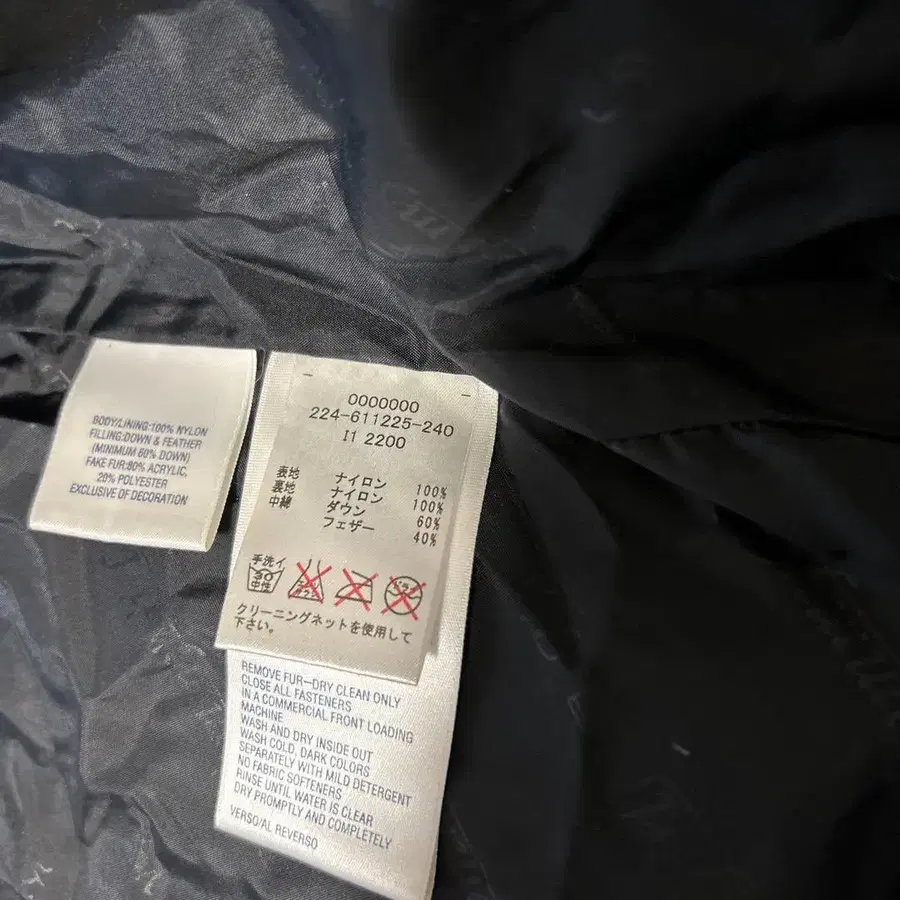 BODY/LINING:100% NYLON
FILLING:DOWN & FEATHER
(MINIMUM 60% DOWN)
FAKE FUR:80% ACRYLIC,
20% POLYESTER
EXCLUSIVE OF DECORATION
0000000
224-611225-240
I1 2200
表地 ナイロン 100%
裏地 ナイロン 100%
中綿 ダウン 60%
フェザー 40%
手洗イ
30
中性
クリーニングネットを使用して
下さい。
REMOVE FUR—DRY CLEAN ONLY
CLOSE ALL FASTENERS
IN A COMMERCIAL FRONT LOADING
MACHINE
WASH AND DRY INSIDE OUT
WASH COLD, DARK COLORS
SEPARATELY WITH MILD DETERGENT
NO FABRIC SOFTENERS
RINSE UNTIL WATER IS CLEAR
DRY PROMPTLY AND COMPLETELY
VERSO/AL REVERSO